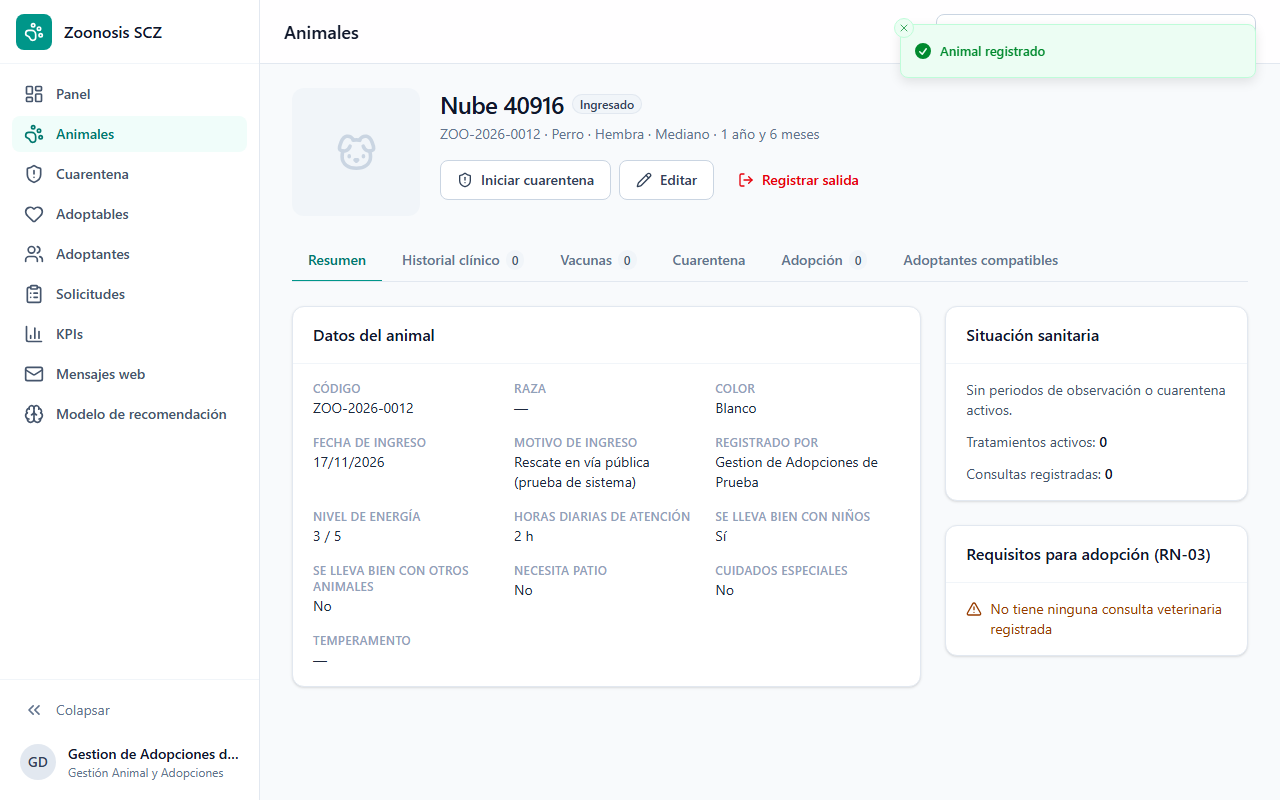 Zoonosis SCZ
Animales
Animal registrado
Panel
Animales
Cuarentena
Adoptables
Adoptantes
Solicitudes
KPIs
Mensajes web
Modelo de recomendación
Colapsar
GD
Gestion de Adopciones d...
Gestión Animal y Adopciones
Nube 40916
Ingresado
ZOO-2026-0012 · Perro · Hembra · Mediano · 1 año y 6 meses
Iniciar cuarentena
Editar
Registrar salida
Resumen
Historial clínico 0
Vacunas 0
Cuarentena
Adopción 0
Adoptantes compatibles
Datos del animal
CÓDIGO
ZOO-2026-0012
RAZA
—
COLOR
Blanco
FECHA DE INGRESO
17/11/2026
MOTIVO DE INGRESO
Rescate en vía pública
(prueba de sistema)
REGISTRADO POR
Gestion de Adopciones de
Prueba
NIVEL DE ENERGÍA
3 / 5
HORAS DIARIAS DE ATENCIÓN
2 h
SE LLEVA BIEN CON NIÑOS
Sí
SE LLEVA BIEN CON OTROS
ANIMALES
No
NECESITA PATIO
No
CUIDADOS ESPECIALES
No
TEMPERAMENTO
—
Situación sanitaria
Sin periodos de observación o cuarentena
activos.
Tratamientos activos: 0
Consultas registradas: 0
Requisitos para adopción (RN-03)
No tiene ninguna consulta veterinaria
registrada